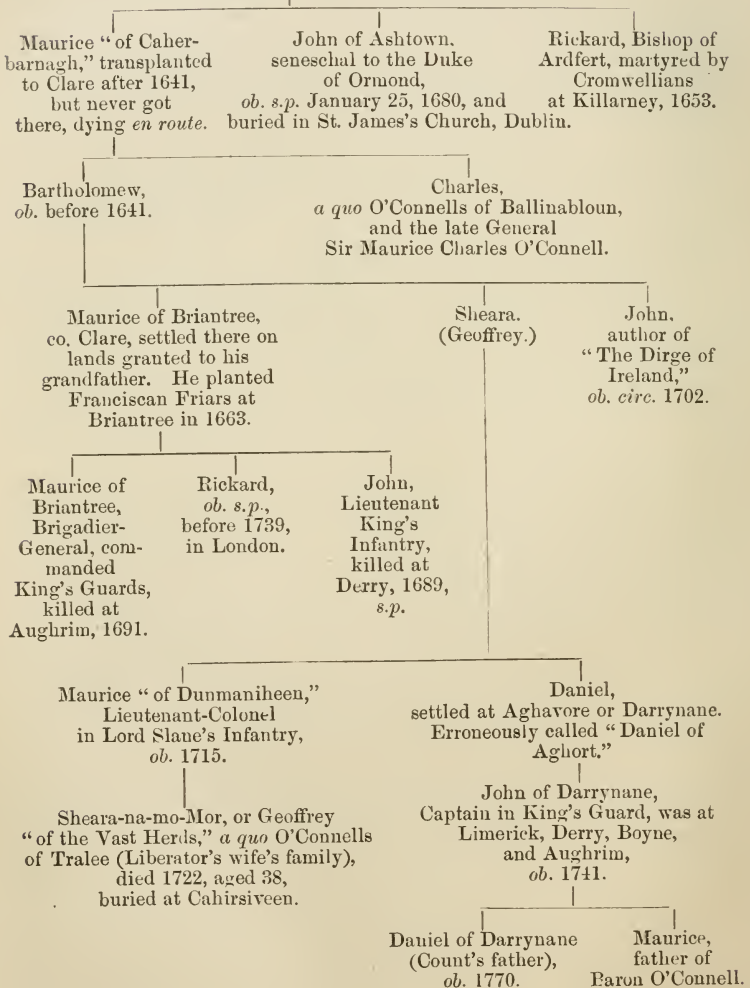 Maurice “of Caher-
barnagh,” transplanted
to Clare after 1641,
but never got
there, dying en route.
John of Ashtown,
seneschal to the Duke
of Ormond,
ob. s.p. January 25, 1680, and
buried in St. James's Church, Dublin.
Rickard, Bishop of
Ardfert, martyred by
Cromwellians
at Killarney, 1653.
Bartholomew,
ob. before 1641.
Charles,
a quo O'Connells of Ballinabloun,
and the late General
Sir Maurice Charles O'Connell.
Maurice of Briantree,
co. Clare, settled there on
lands granted to his
grandfather. He planted
Franciscan Friars at
Briantree in 1663.
Sheara.
(Geoffrey.)
John,
author of
“The Dirge of
Ireland,”
ob. circ. 1702.
Maurice of
Briantree,
Brigadier-
General, com-
manded
King's Guards,
killed at
Aughrim, 1691.
Rickard,
ob. s.p.,
before 1739,
in London.
John,
Lieutenant
King's
Infantry,
killed at
Derry, 1689,
s.p.
Maurice “of Dunmaniheen,”
Lieutenant-Colonel
in Lord Slane's Infantry,
ob. 1715.
Daniel,
settled at Aghavore or Darrynane.
Erroneously called “Daniel of
Aghort.”
Sheara-na-mo-Mor, or Geoffrey
“of the Vast Herds,” a quo O'Connells
of Tralee (Liberator's wife's family),
died 1722, aged 38,
buried at Cahirsiveen.
John of Darrynane,
Captain in King's Guard, was at
Limerick, Derry, Boyne,
and Aughrim,
ob. 1741.
Daniel of Darrynane
(Count's father),
ob. 1770.
Maurice,
father of
Baron O'Connell.